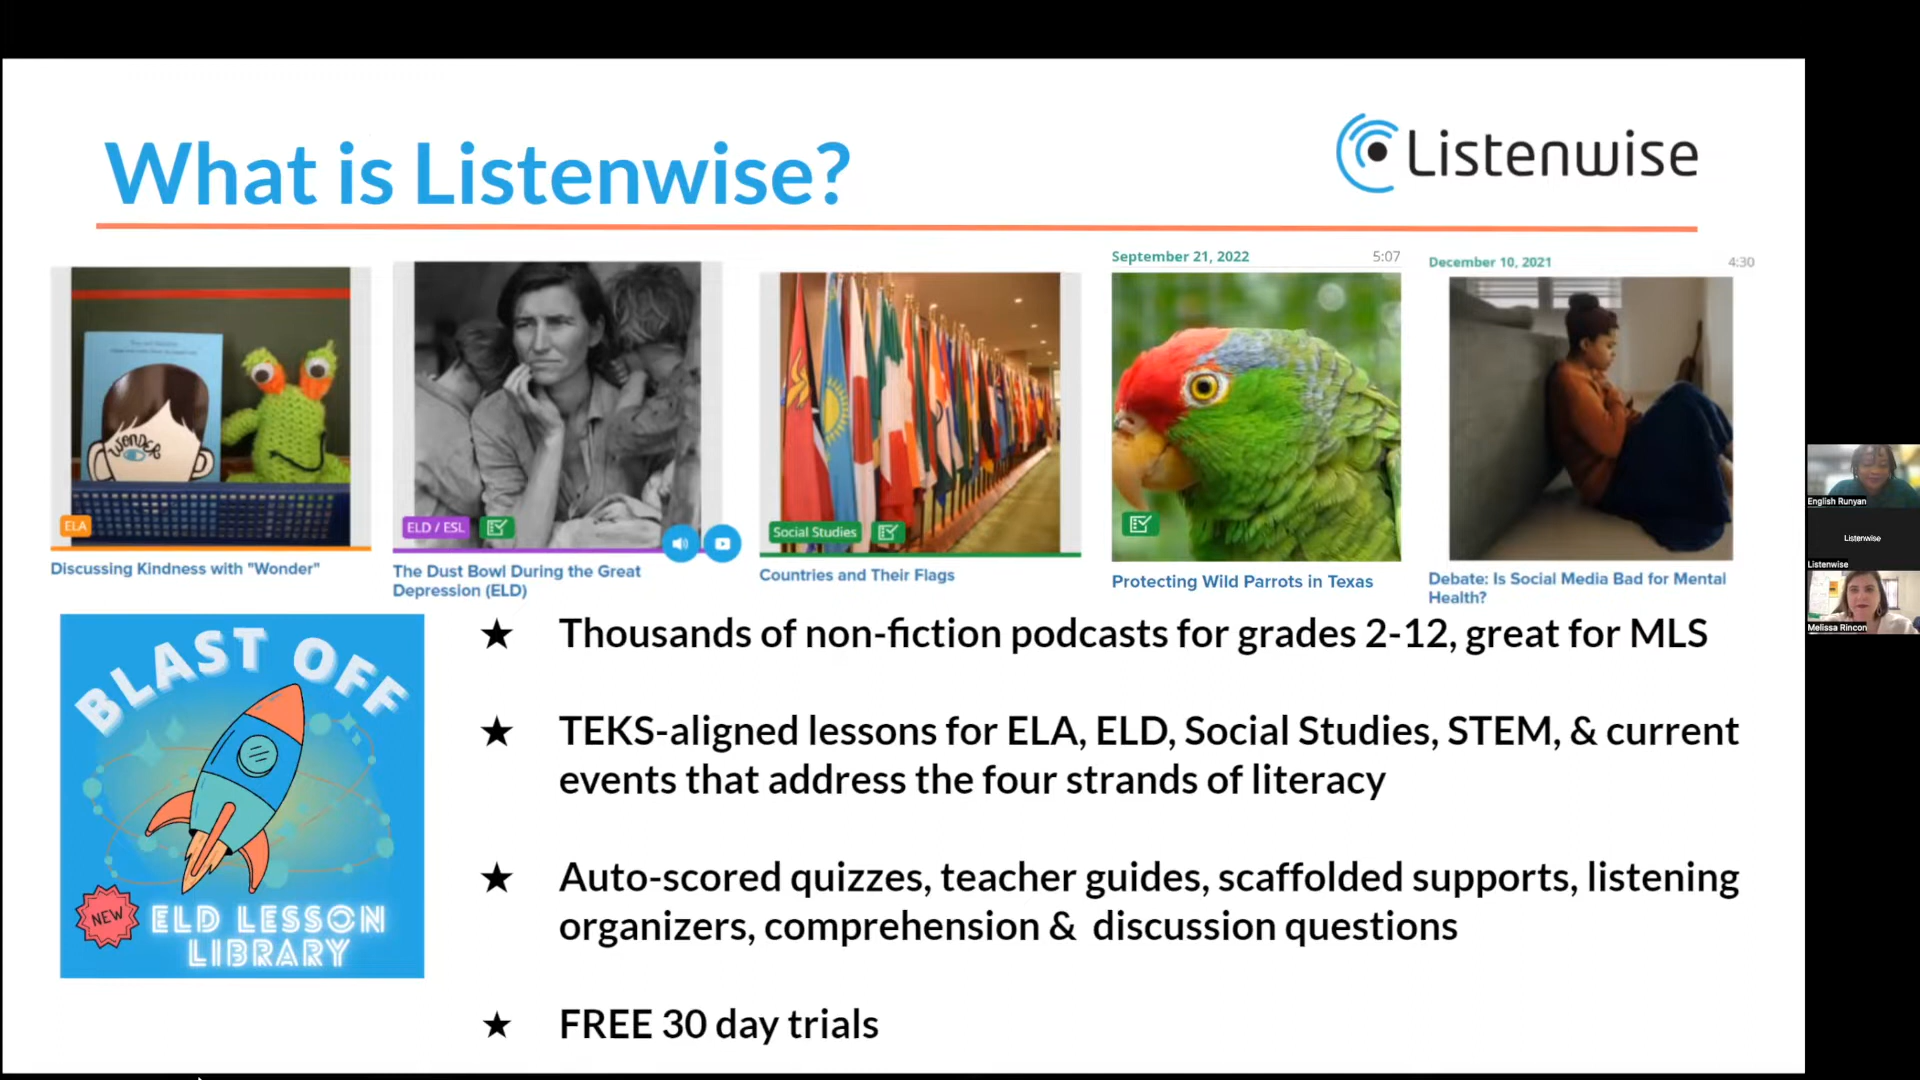 What is Listenwise?
Listenwise
September 21, 2022 5:07
December 10, 2021 4:30
wonder
ELA
ELD / ESL
Social Studies
Discussing Kindness with "Wonder"
The Dust Bowl During the Great
Depression (ELD)
Countries and Their Flags
Protecting Wild Parrots in Texas
Debate: Is Social Media Bad for Mental
Health?
BLAST OFF
NEW
ELD LESSON
LIBRARY
★ Thousands of non-fiction podcasts for grades 2-12, great for MLS
★ TEKS-aligned lessons for ELA, ELD, Social Studies, STEM, & current
events that address the four strands of literacy
★ Auto-scored quizzes, teacher guides, scaffolded supports, listening
organizers, comprehension & discussion questions
★ FREE 30 day trials
English Runyan
Listenwise
Listenwise
Melissa Rincon